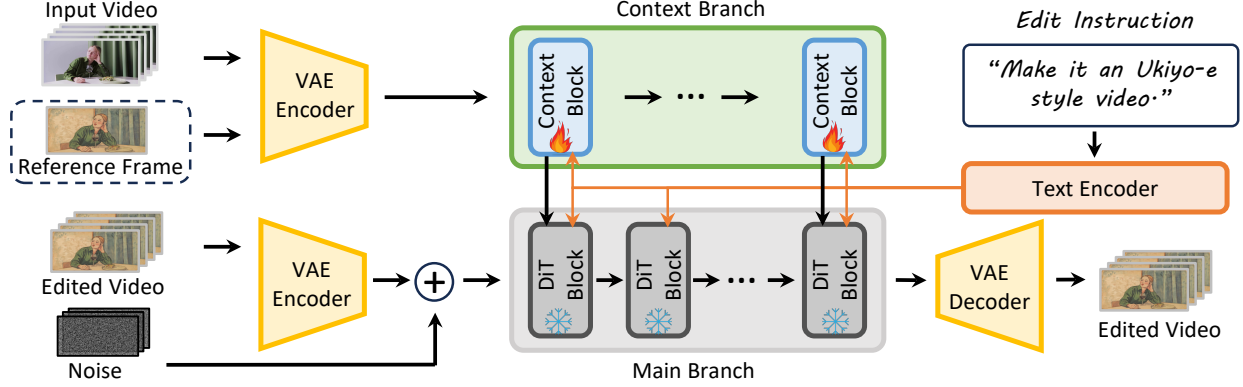 Input Video
Reference Frame
VAE
Encoder
Context Branch
Context
Block
...
Context
Block
Edit Instruction
“Make it an Ukiyo-e
style video.”
Text Encoder
Edited Video
Noise
VAE
Encoder
+
DiT
Block
DiT
Block
...
DiT
Block
Main Branch
VAE
Decoder
Edited Video